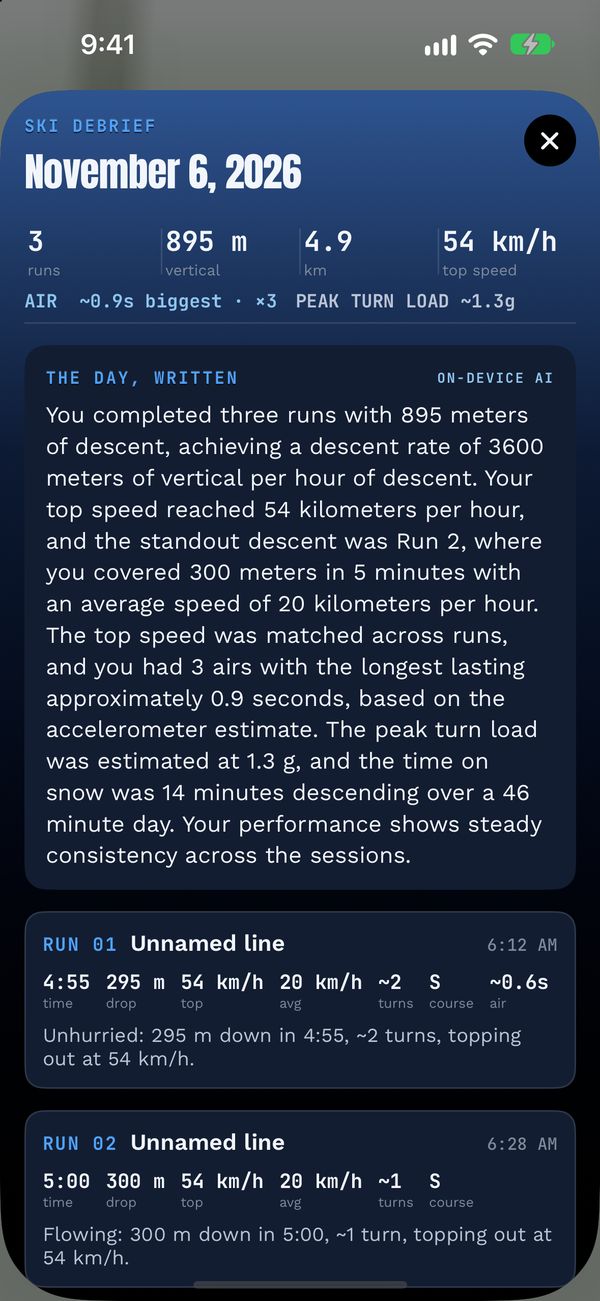 9:41
SKI DEBRIEF
November 6, 2026
3 895 m 4.9 54 km/h
runs vertical km top speed
AIR ~0.9s biggest · ×3 PEAK TURN LOAD ~1.3g
THE DAY, WRITTEN ON-DEVICE AI
You completed three runs with 895 meters
of descent, achieving a descent rate of 3600
meters of vertical per hour of descent. Your
top speed reached 54 kilometers per hour,
and the standout descent was Run 2, where
you covered 300 meters in 5 minutes with
an average speed of 20 kilometers per hour.
The top speed was matched across runs,
and you had 3 airs with the longest lasting
approximately 0.9 seconds, based on the
accelerometer estimate. The peak turn load
was estimated at 1.3 g, and the time on
snow was 14 minutes descending over a 46
minute day. Your performance shows steady
consistency across the sessions.
RUN 01 Unnamed line 6:12 AM
4:55 295 m 54 km/h 20 km/h ~2 S ~0.6s
time drop top avg turns course air
Unhurried: 295 m down in 4:55, ~2 turns, topping
out at 54 km/h.
RUN 02 Unnamed line 6:28 AM
5:00 300 m 54 km/h 20 km/h ~1 S
time drop top avg turns course
Flowing: 300 m down in 5:00, ~1 turn, topping out at
54 km/h.